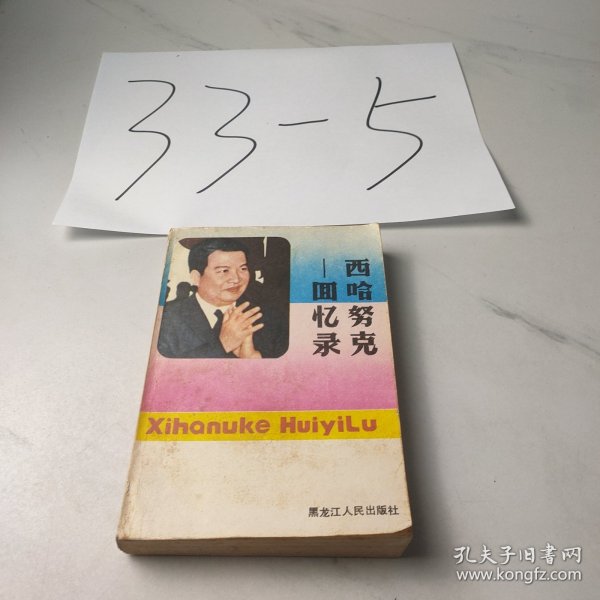 33-5
西哈努克
—回忆录
Xihanuke HuiyiLu
黑龙江人民出版社
孔夫子旧书网
www.kongfz.com